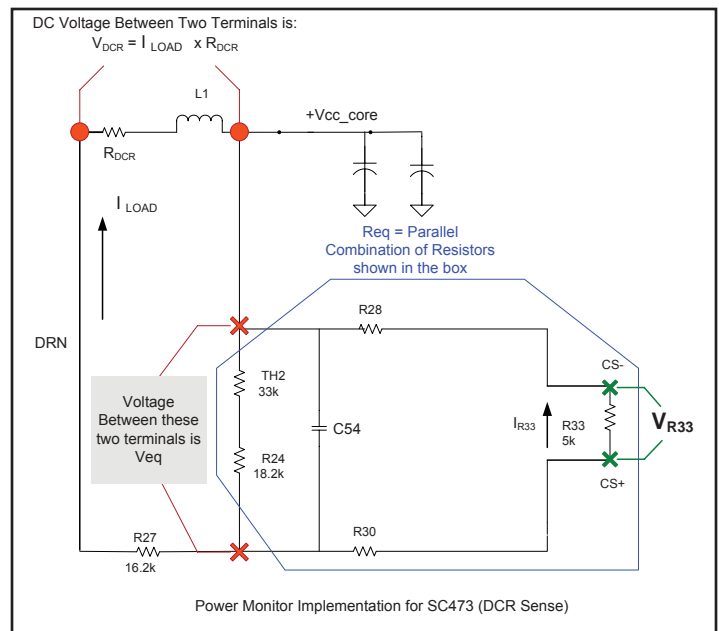 DC Voltage Between Two Terminals is:
VDCR = I LOAD x RDCR
L1
+Vcc_core
RDCR
I LOAD
Req = Parallel
Combination of Resistors
shown in the box
R28
DRN
TH2
33k
CS-
Voltage
Between these
two terminals is
Veq
C54
IR33
R33
5k
VR33
R24
18.2k
CS+
R27
16.2k
R30
Power Monitor Implementation for SC473 (DCR Sense)